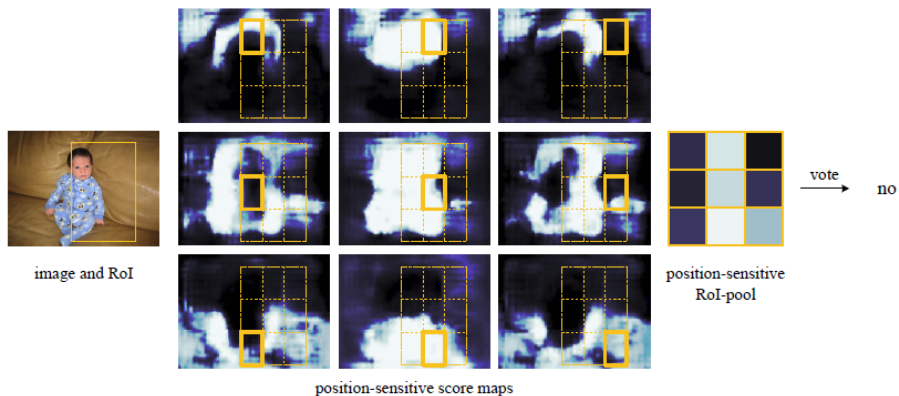 image and RoI
position-sensitive score maps
position-sensitive
RoI-pool
vote
no